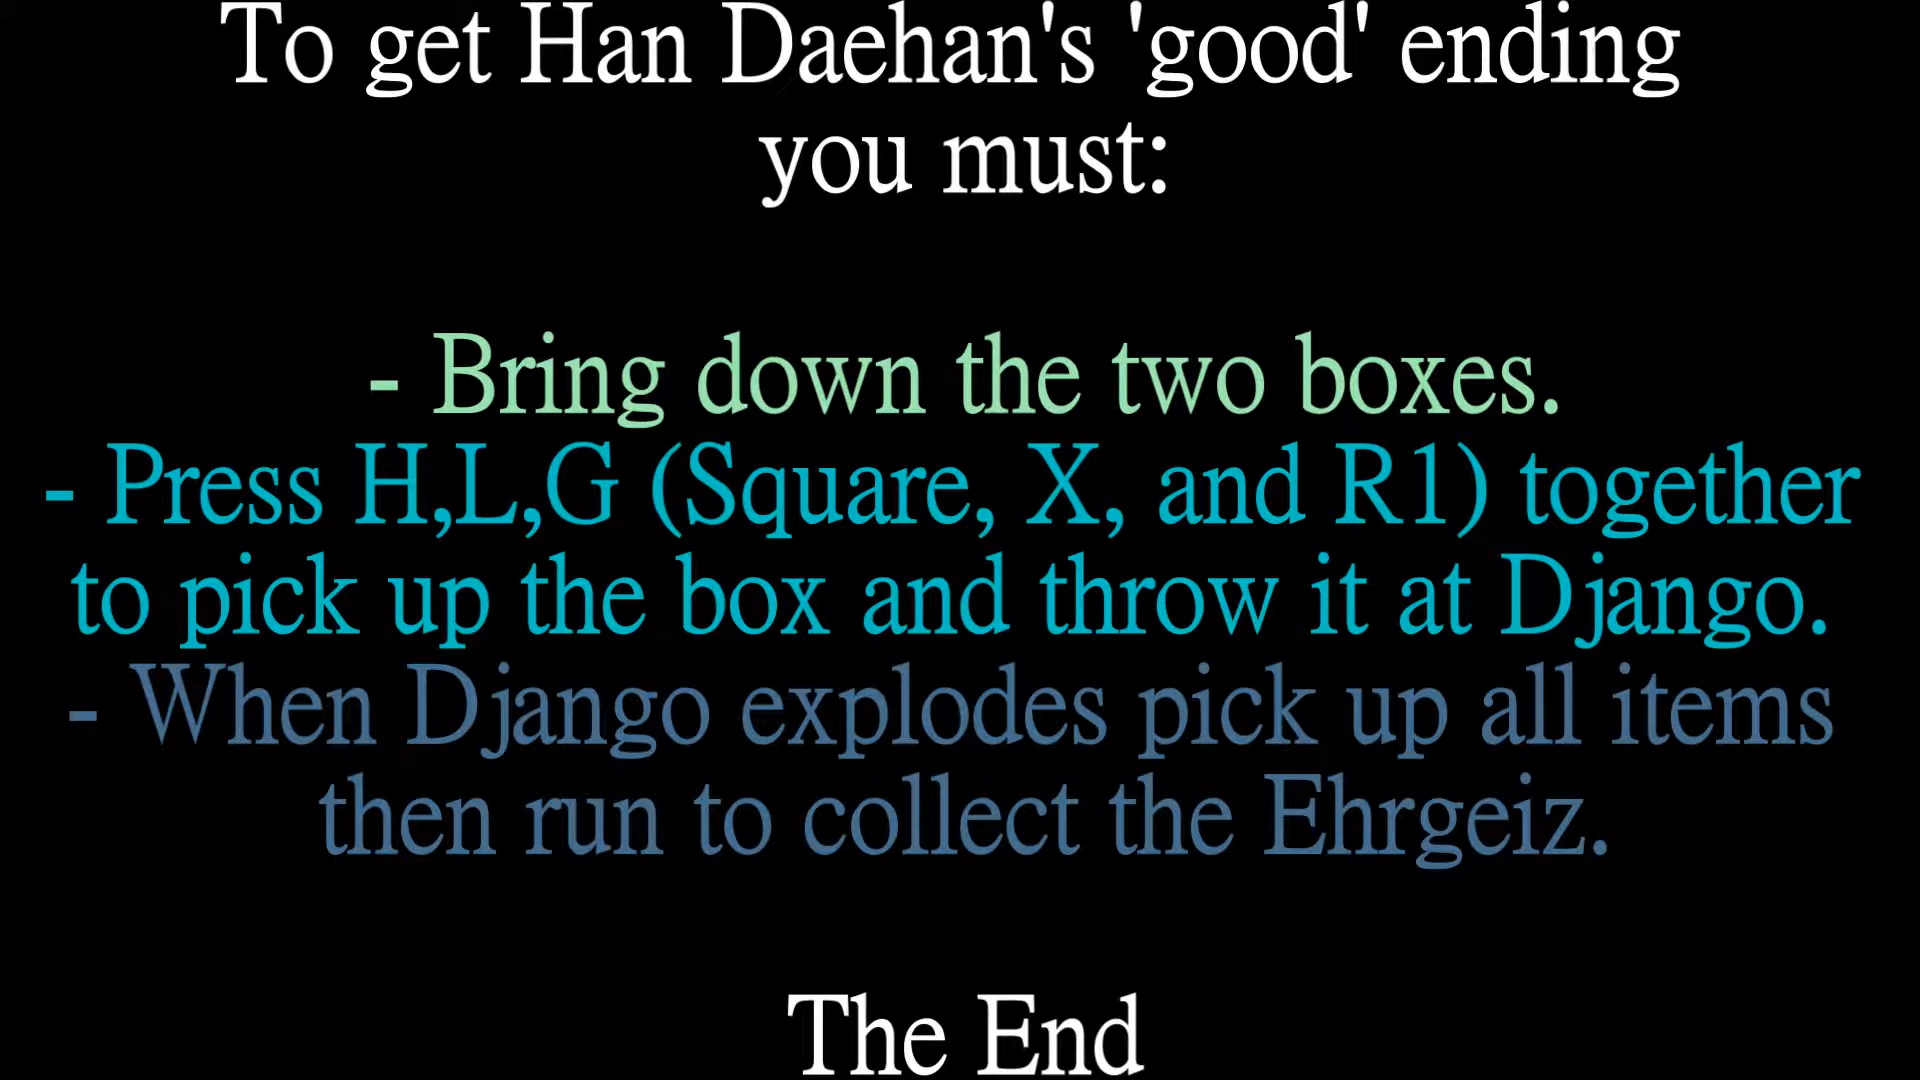 To get Han Daehan's 'good' ending
you must:
- Bring down the two boxes.
- Press H,L,G (Square, X, and R1) together
to pick up the box and throw it at Django.
- When Django explodes pick up all items
then run to collect the Ehrgeiz.
The End